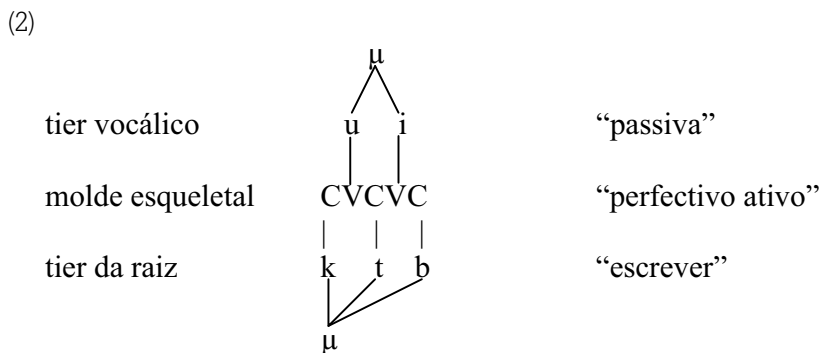 (2)
μ
tier vocálico u i “passiva”
molde esqueletal CVCVC “perfectivo ativo”
tier da raiz k t b “escrever”
μ